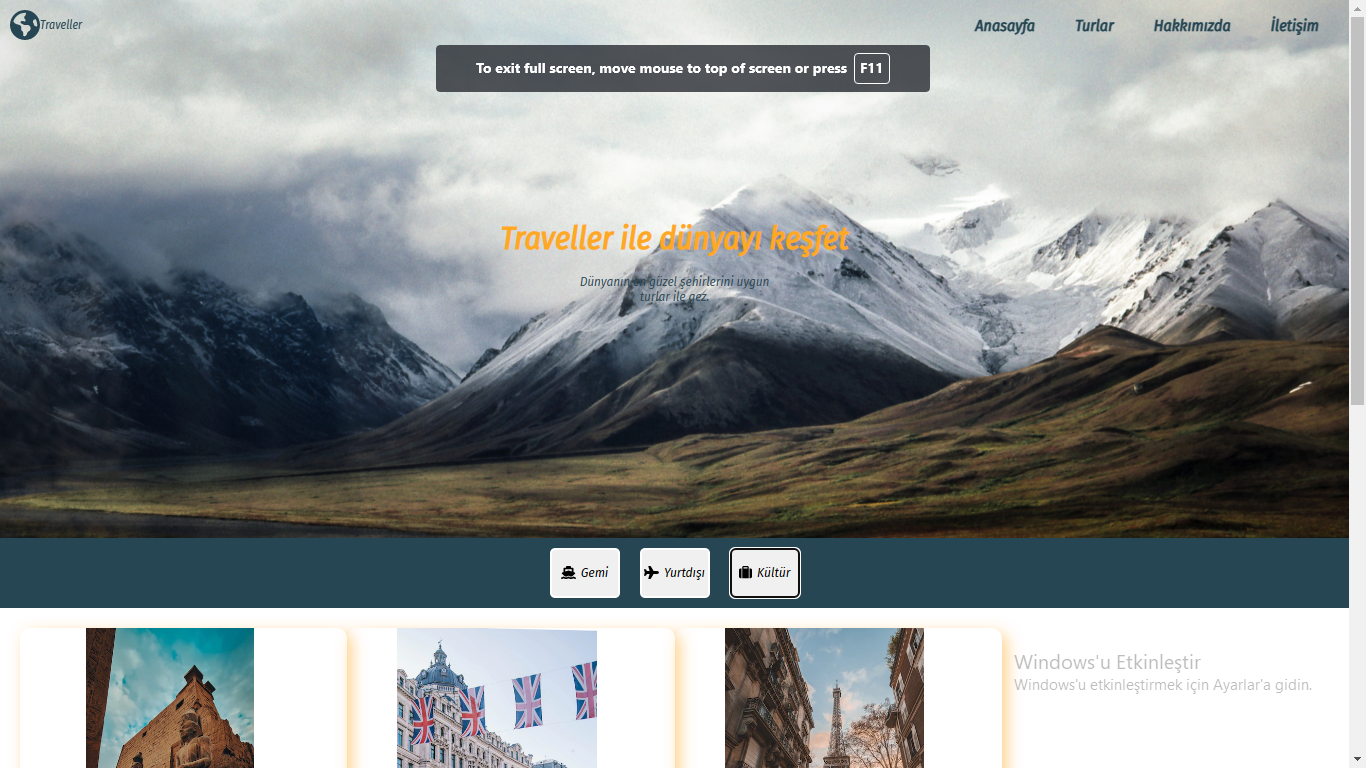 Traveller
Anasayfa Turlar Hakkımızda İletişim
To exit full screen, move mouse to top of screen or press F11
Traveller ile dünyayı keşfet
Dünyanın en güzel şehirlerini uygun
turlar ile gez.
Gemi Yurtdışı Kültür
Windows'u Etkinleştir
Windows'u etkinleştirmek için Ayarlar'a gidin.